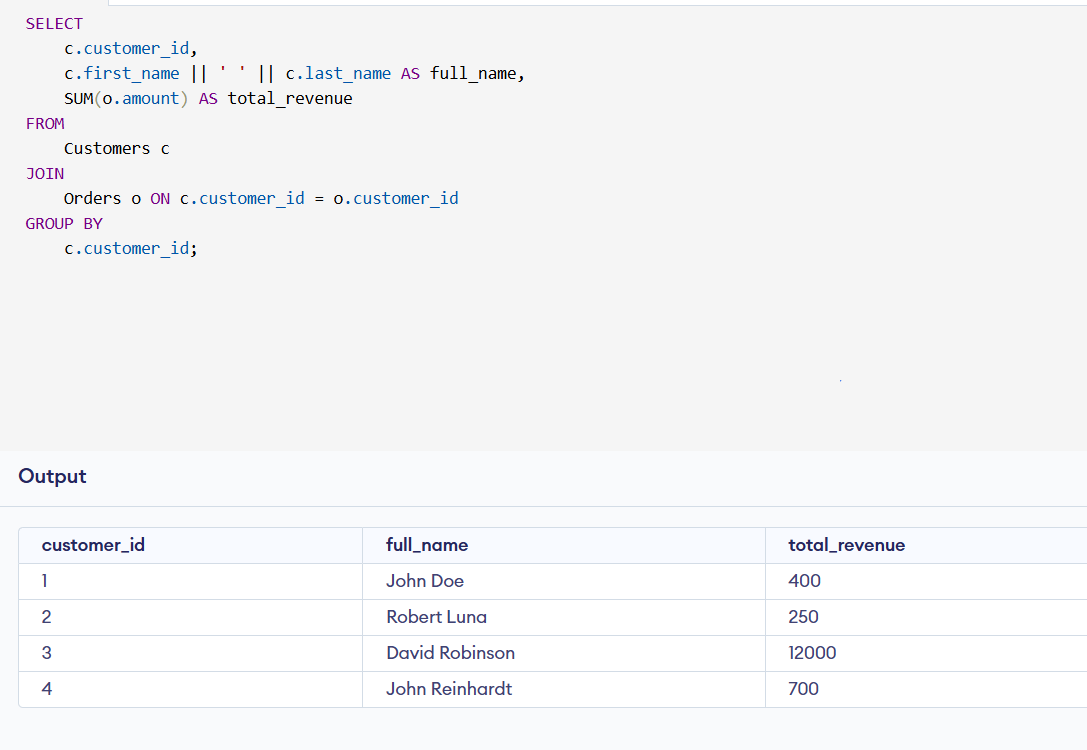 SELECT
    c.customer_id,
    c.first_name || ' ' || c.last_name AS full_name,
    SUM(o.amount) AS total_revenue
FROM
    Customers c
JOIN
    Orders o ON c.customer_id = o.customer_id
GROUP BY
    c.customer_id;
Output
customer_id full_name total_revenue
1 John Doe 400
2 Robert Luna 250
3 David Robinson 12000
4 John Reinhardt 700